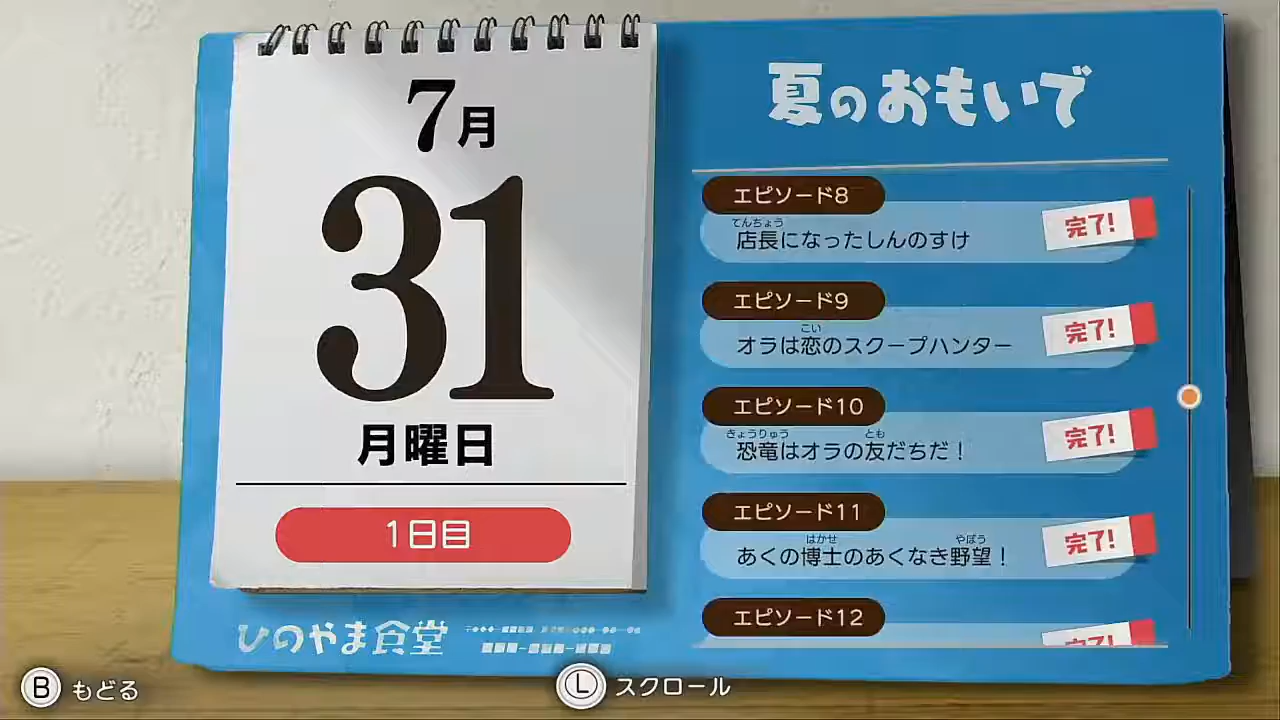 7月
31
月曜日
1日目
ひのやま食堂
夏のおもいで
エピソード8
てんちょう
店長になったしんのすけ
完了!
エピソード9
こい
オラは恋のスクープハンター
完了!
エピソード10
きょうりゅう とも
恐竜はオラの友だちだ！
完了!
エピソード11
はかせ やぼう
あくの博士のあくなき野望！
完了!
エピソード12
完了!
B もどる
L スクロール